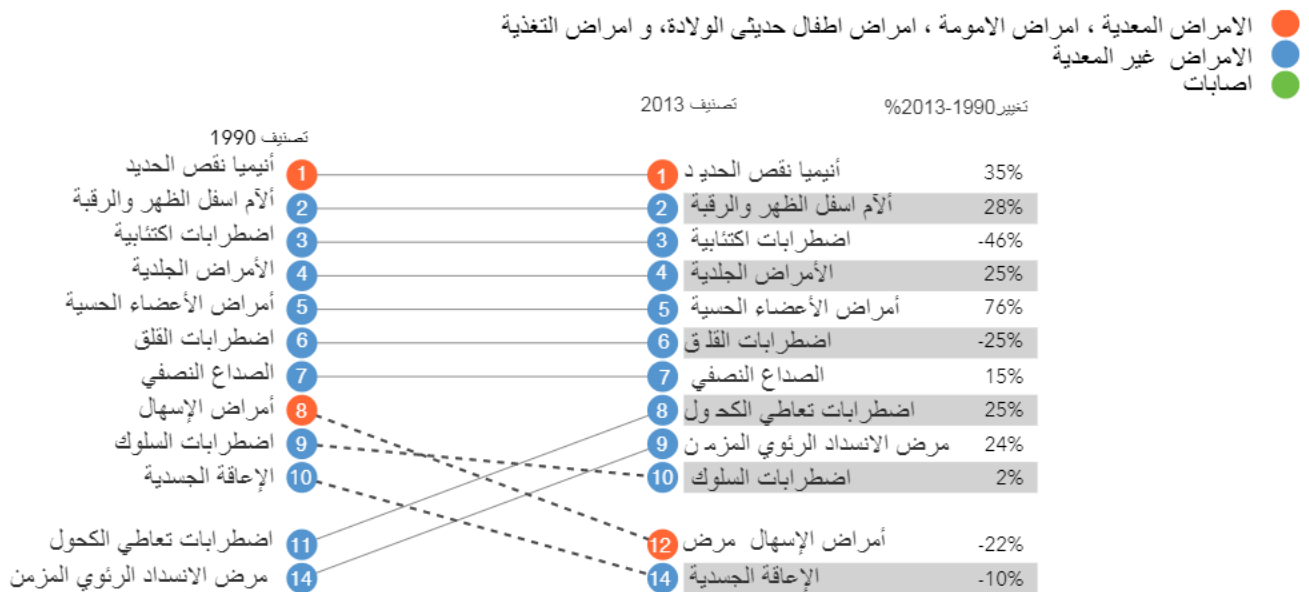 الامراض المعدية ، امراض الامومة ، امراض اطفال حديثى الولادة، و امراض التغذية
الامراض غير المعدية
اصابات
تصنيف 1990
تصنيف 2013
تغيير1990-2013%
أنيميا نقص الحديد 1 1 أنيميا نقص الحديد 35%
ألآم اسفل الظهر والرقبة 2 2 ألآم اسفل الظهر والرقبة 28%
اضطرابات اكتئابية 3 3 اضطرابات اكتئابية -46%
الأمراض الجلدية 4 4 الأمراض الجلدية 25%
أمراض الأعضاء الحسية 5 5 أمراض الأعضاء الحسية 76%
اضطرابات القلق 6 6 اضطرابات القلق -25%
الصداع النصفي 7 7 الصداع النصفي 15%
أمراض الإسهال 8 8 اضطرابات تعاطي الكحول 25%
اضطرابات السلوك 9 9 مرض الانسداد الرئوي المزمن 24%
الإعاقة الجسدية 10 10 اضطرابات السلوك 2%
اضطرابات تعاطي الكحول 11 12 أمراض الإسهال مرض -22%
مرض الانسداد الرئوي المزمن 14 14 الإعاقة الجسدية -10%